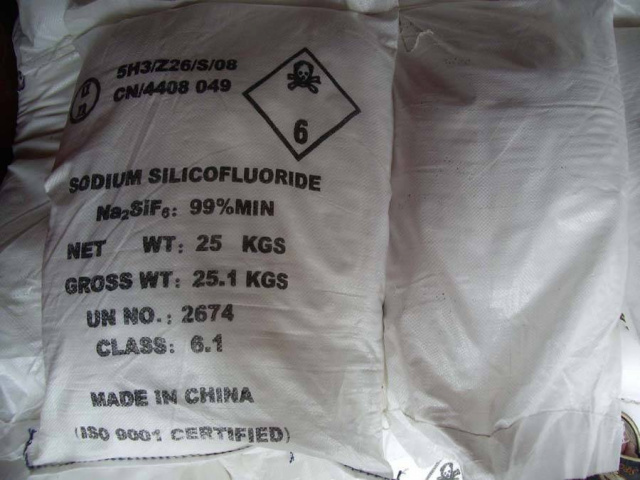 5H3/Z26/S/08
CN/4408 049
6
SODIUM SILICOFLUORIDE
Na₂SiF₆: 99%MIN
NET WT: 25 KGS
GROSS WT: 25.1 KGS
UN NO.: 2674
CLASS: 6.1
MADE IN CHINA
(ISO 9001 CERTIFIED)